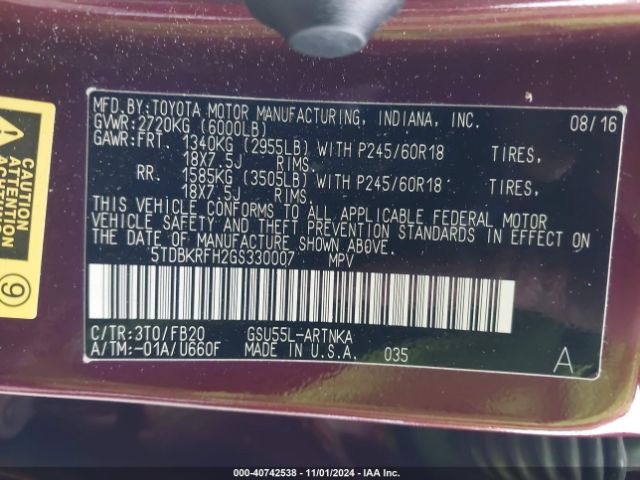 MFD.BY:TOYOTA MOTOR MANUFACTURING, INDIANA, INC. 08/16
GVWR:2720KG (6000LB)
GAWR:FRT. 1340KG (2955LB) WITH P245/60R18 TIRES,
18X7.5J RIMS.
RR. 1585KG (3505LB) WITH P245/60R18 TIRES,
18X7.5J RIMS.
THIS VEHICLE CONFORMS TO ALL APPLICABLE FEDERAL MOTOR
VEHICLE SAFETY AND THEFT PREVENTION STANDARDS IN EFFECT ON
THE DATE OF MANUFACTURE SHOWN ABOVE.
5TDBKRFH2GS330007 MPV
C/TR:3T0/FB20 GSU55L-ARTNKA
A/TM:-01A/U660F MADE IN U.S.A. 035 A
CAUTION
9
000-40742538 - 11/01/2024 - IAA Inc.